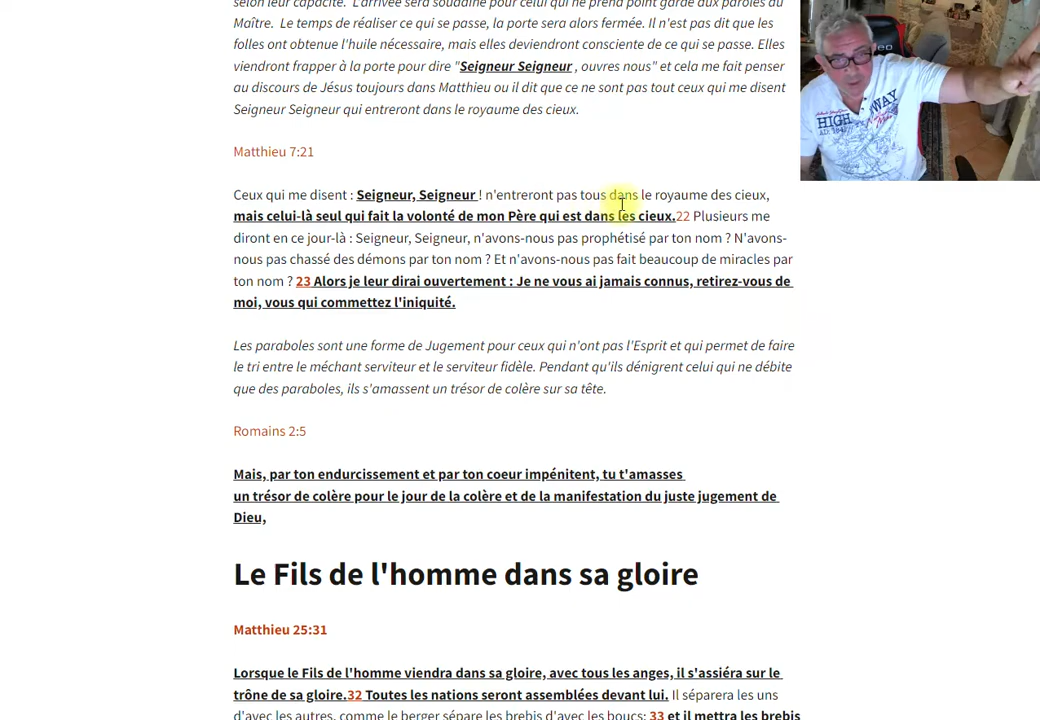 selon leur capacité. L'arrivée sera soudaine pour celui qui ne prend point garde aux paroles du
Maître. Le temps de réaliser ce qui se passe, la porte sera alors fermée. Il n'est pas dit que les
folles ont obtenue l'huile nécessaire, mais elles deviendront consciente de ce qui se passe. Elles
viendront frapper à la porte pour dire "Seigneur Seigneur , ouvres nous" et cela me fait penser
au discours de Jésus toujours dans Matthieu ou il dit que ce ne sont pas tout ceux qui me disent
Seigneur Seigneur qui entreront dans le royaume des cieux.
Matthieu 7:21
Ceux qui me disent : Seigneur, Seigneur ! n'entreront pas tous dans le royaume des cieux,
mais celui-là seul qui fait la volonté de mon Père qui est dans les cieux.22 Plusieurs me
diront en ce jour-là : Seigneur, Seigneur, n'avons-nous pas prophétisé par ton nom ? N'avons-
nous pas chassé des démons par ton nom ? Et n'avons-nous pas fait beaucoup de miracles par
ton nom ? 23 Alors je leur dirai ouvertement : Je ne vous ai jamais connus, retirez-vous de
moi, vous qui commettez l'iniquité.
Les paraboles sont une forme de Jugement pour ceux qui n'ont pas l'Esprit et qui permet de faire
le tri entre le méchant serviteur et le serviteur fidèle. Pendant qu'ils dénigrent celui qui ne débite
que des paraboles, ils s'amassent un trésor de colère sur sa tête.
Romains 2:5
Mais, par ton endurcissement et par ton coeur impénitent, tu t'amasses
un trésor de colère pour le jour de la colère et de la manifestation du juste jugement de
Dieu,
Le Fils de l'homme dans sa gloire
Matthieu 25:31
Lorsque le Fils de l'homme viendra dans sa gloire, avec tous les anges, il s'assiéra sur le
trône de sa gloire.32 Toutes les nations seront assemblées devant lui. Il séparera les uns
d'avec les autres, comme le berger sépare les brebis d'avec les boucs; 33 et il mettra les brebis
HIGH WAY